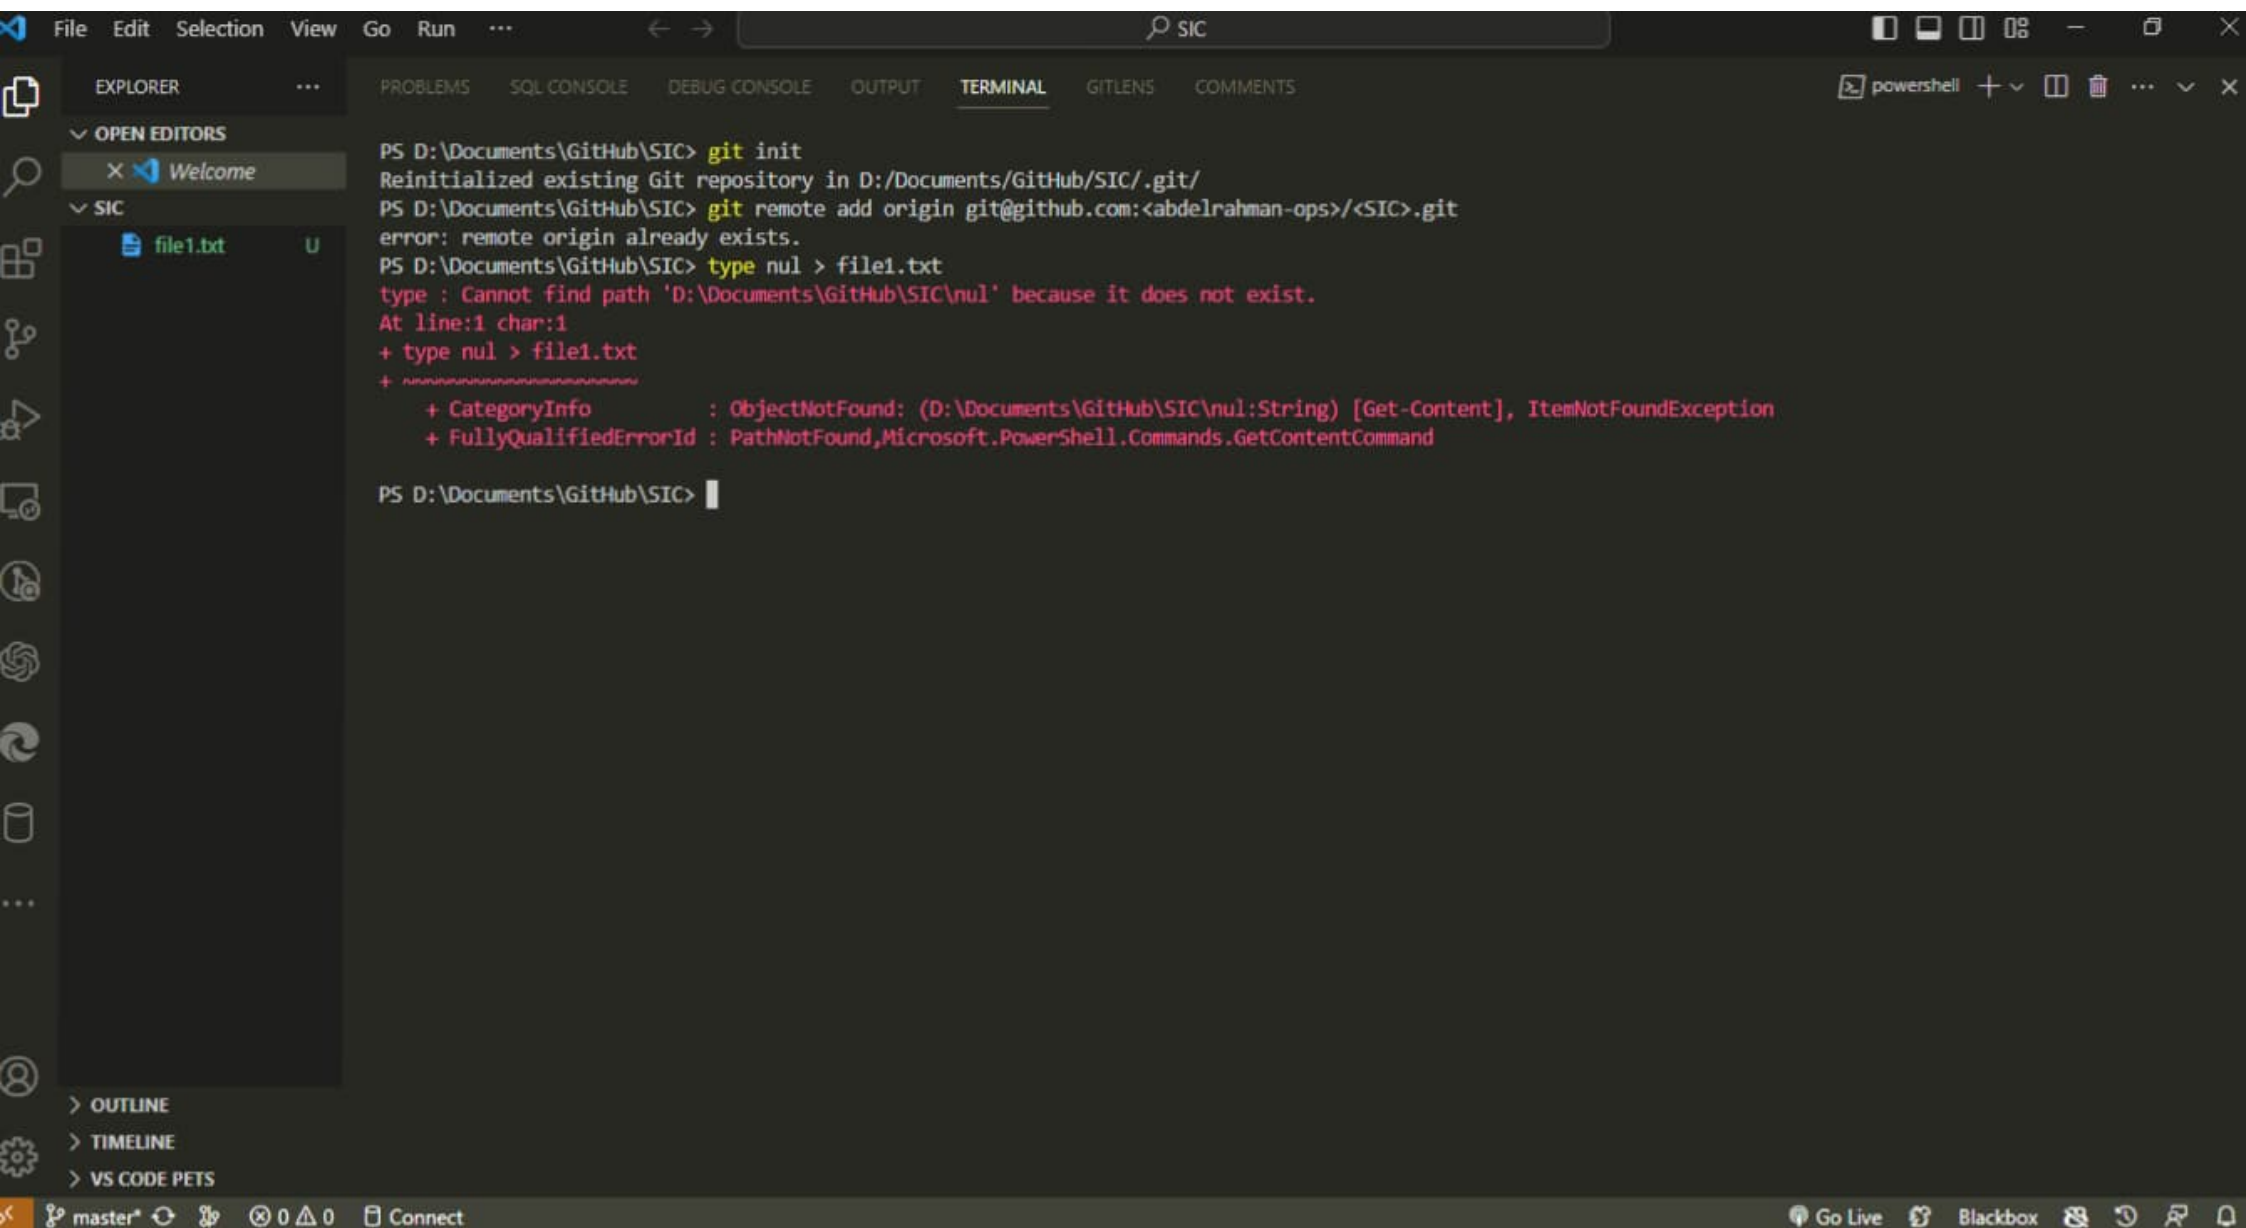 File Edit Selection View Go Run ··· SIC
EXPLORER ···
PROBLEMS SQL CONSOLE DEBUG CONSOLE OUTPUT TERMINAL GITLENS COMMENTS
powershell
OPEN EDITORS
Welcome
SIC
file1.txt U
PS D:\Documents\GitHub\SIC> git init
Reinitialized existing Git repository in D:/Documents/GitHub/SIC/.git/
PS D:\Documents\GitHub\SIC> git remote add origin git@github.com:<abdelrahman-ops>/<SIC>.git
error: remote origin already exists.
PS D:\Documents\GitHub\SIC> type nul > file1.txt
type : Cannot find path 'D:\Documents\GitHub\SIC\nul' because it does not exist.
At line:1 char:1
+ type nul > file1.txt
+ ~~~~~~~~~~~~~~~~~~~~
+ CategoryInfo : ObjectNotFound: (D:\Documents\GitHub\SIC\nul:String) [Get-Content], ItemNotFoundException
+ FullyQualifiedErrorId : PathNotFound,Microsoft.PowerShell.Commands.GetContentCommand
PS D:\Documents\GitHub\SIC>
OUTLINE
TIMELINE
VS CODE PETS
master* 0 0 Connect
Go Live Blackbox